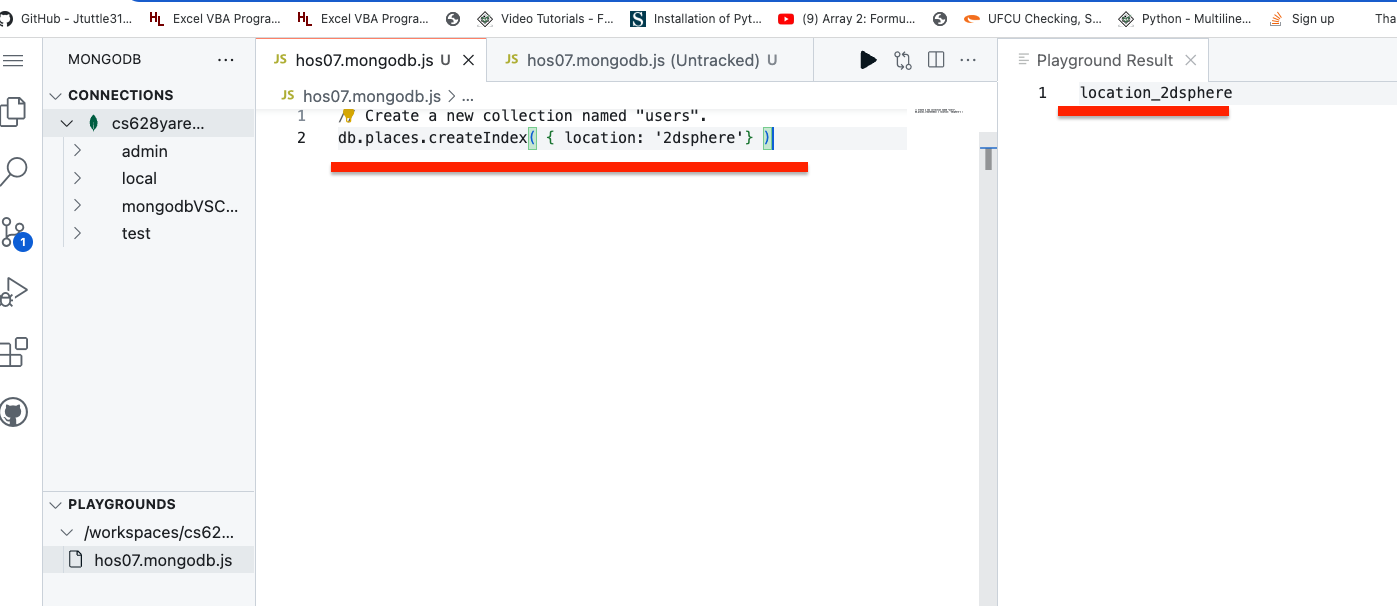 GitHub - Jtuttle31... Excel VBA Progra... Excel VBA Progra... Video Tutorials - F... Installation of Pyt... (9) Array 2: Formu... UFCU Checking, S... Python - Multiline... Sign up Tha
MONGODB ...
CONNECTIONS
cs628yare...
admin
local
mongodbVSC...
test
1
PLAYGROUNDS
/workspaces/cs62...
hos07.mongodb.js
JS hos07.mongodb.js U JS hos07.mongodb.js (Untracked) U ...
JS hos07.mongodb.js > ...
1 / Create a new collection named "users".
2 db.places.createIndex( { location: '2dsphere'} )
Playground Result
1 location_2dsphere